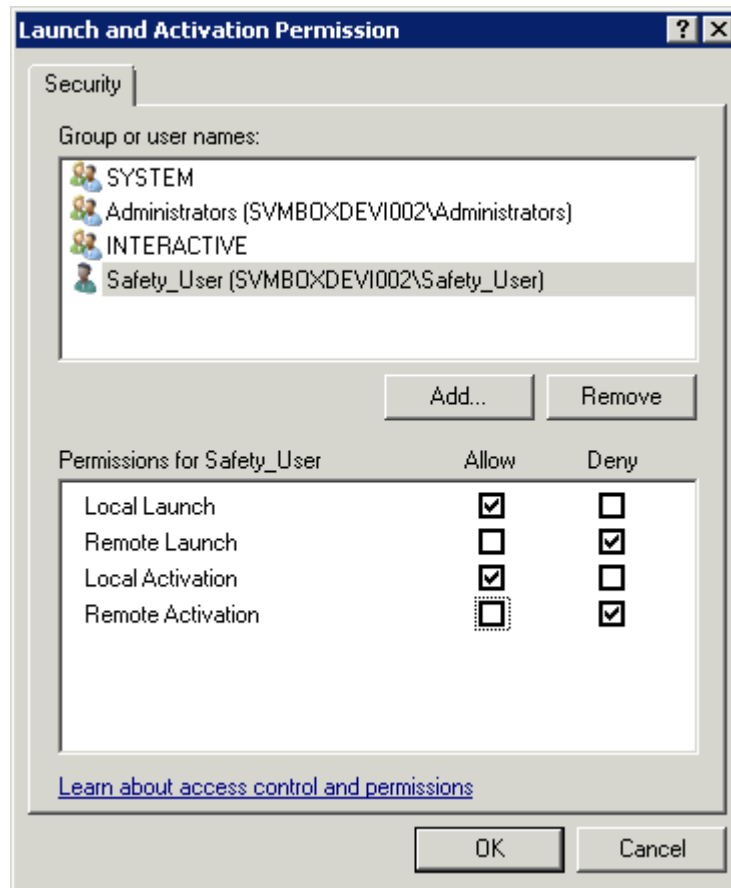 Launch and Activation Permission
Security
Group or user names:
SYSTEM
Administrators (SVMBOXDEVI002\Administrators)
INTERACTIVE
Safety_User (SVMBOXDEVI002\Safety_User)
Add... Remove
Permissions for Safety_User Allow Deny
Local Launch
Remote Launch
Local Activation
Remote Activation
Learn about access control and permissions
OK Cancel